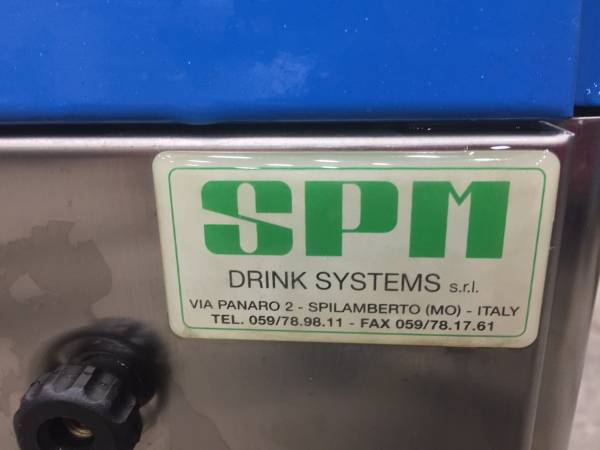 SPM
DRINK SYSTEMS s.r.l.
VIA PANARO 2 - SPILAMBERTO (MO) - ITALY
TEL. 059/78.98.11 - FAX 059/78.17.61